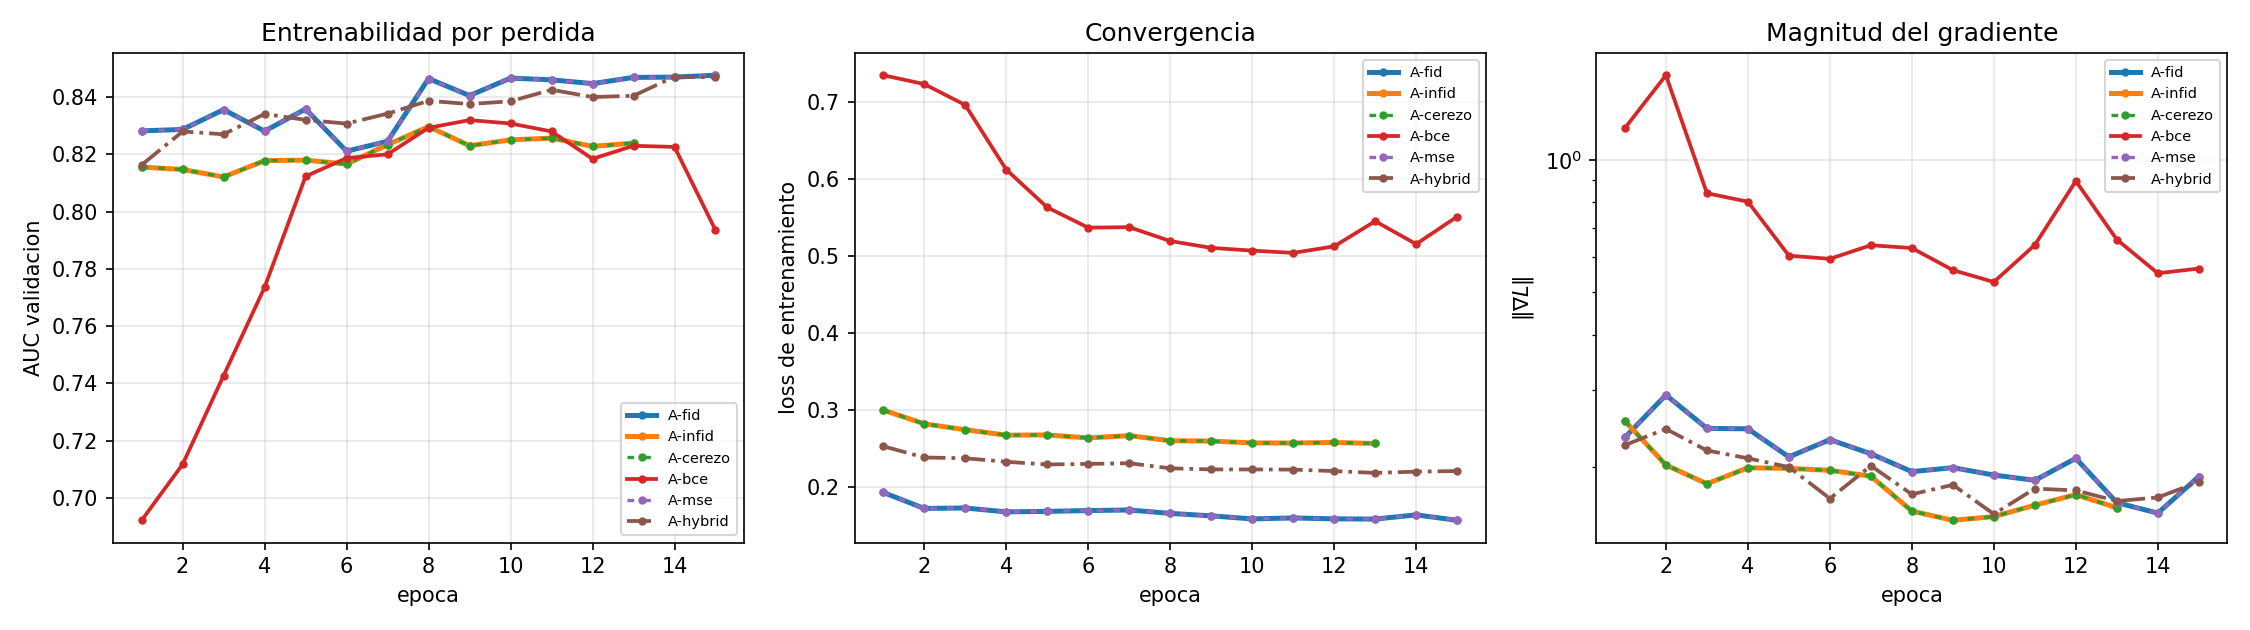 Entrenabilidad por perdida
AUC validacion
0.84
0.82
0.80
0.78
0.76
0.74
0.72
0.70
2 4 6 8 10 12 14
epoca
A-fid
A-infid
A-cerezo
A-bce
A-mse
A-hybrid
Convergencia
loss de entrenamiento
0.7
0.6
0.5
0.4
0.3
0.2
2 4 6 8 10 12 14
epoca
A-fid
A-infid
A-cerezo
A-bce
A-mse
A-hybrid
Magnitud del gradiente
‖∇L‖
10⁰
2 4 6 8 10 12 14
epoca
A-fid
A-infid
A-cerezo
A-bce
A-mse
A-hybrid